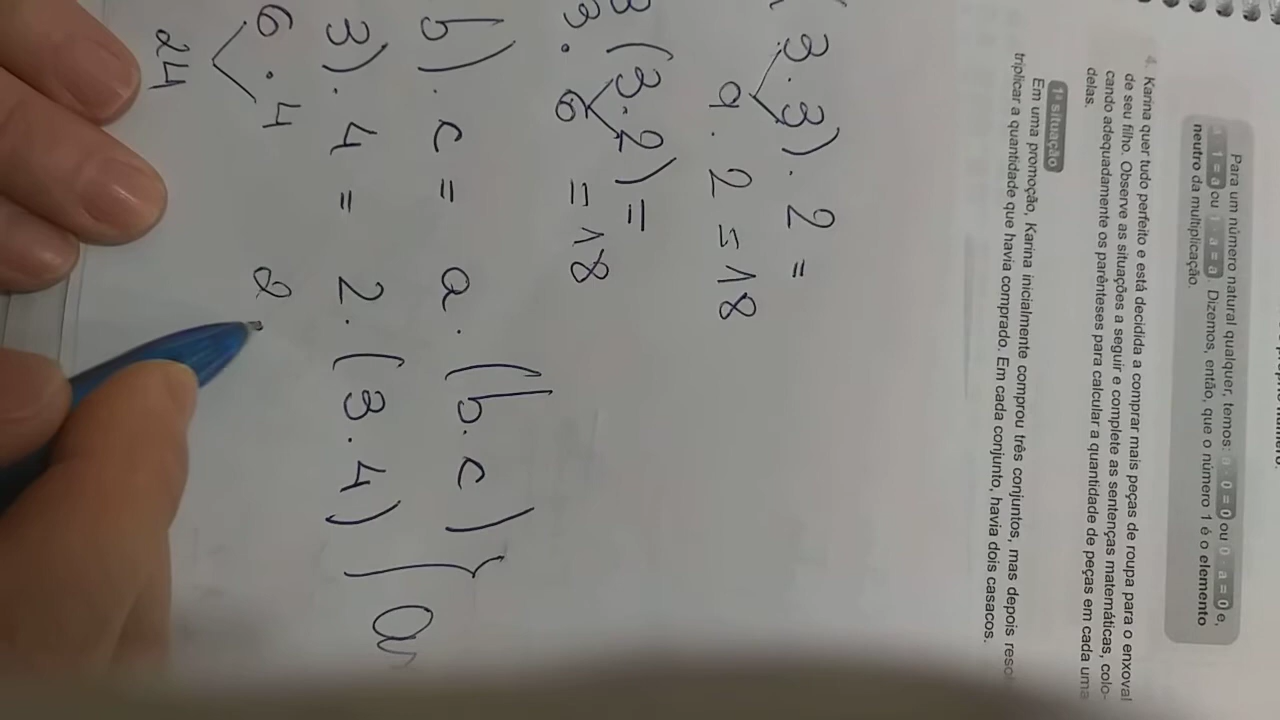 Para um número natural qualquer, temos: a · 0 = 0 ou 0 · a = 0 e,
a · 1 = a ou 1 · a = a. Dizemos, então, que o número 1 é o elemento
neutro da multiplicação.
4. Karina quer tudo perfeito e está decidida a comprar mais peças de roupa para o enxoval
de seu filho. Observe as situações a seguir e complete as sentenças matemáticas, colo-
cando adequadamente os parênteses para calcular a quantidade de peças em cada uma
delas.
1ª situação
Em uma promoção, Karina inicialmente comprou três conjuntos, mas depois
triplicar a quantidade que havia comprado. Em cada conjunto, havia dois casacos.
(3.3).2=
9.2=18
3(3.2)=
3.6=18
b).c=a.(b.c)
3).4=2.(3.4)
6.4 2
24